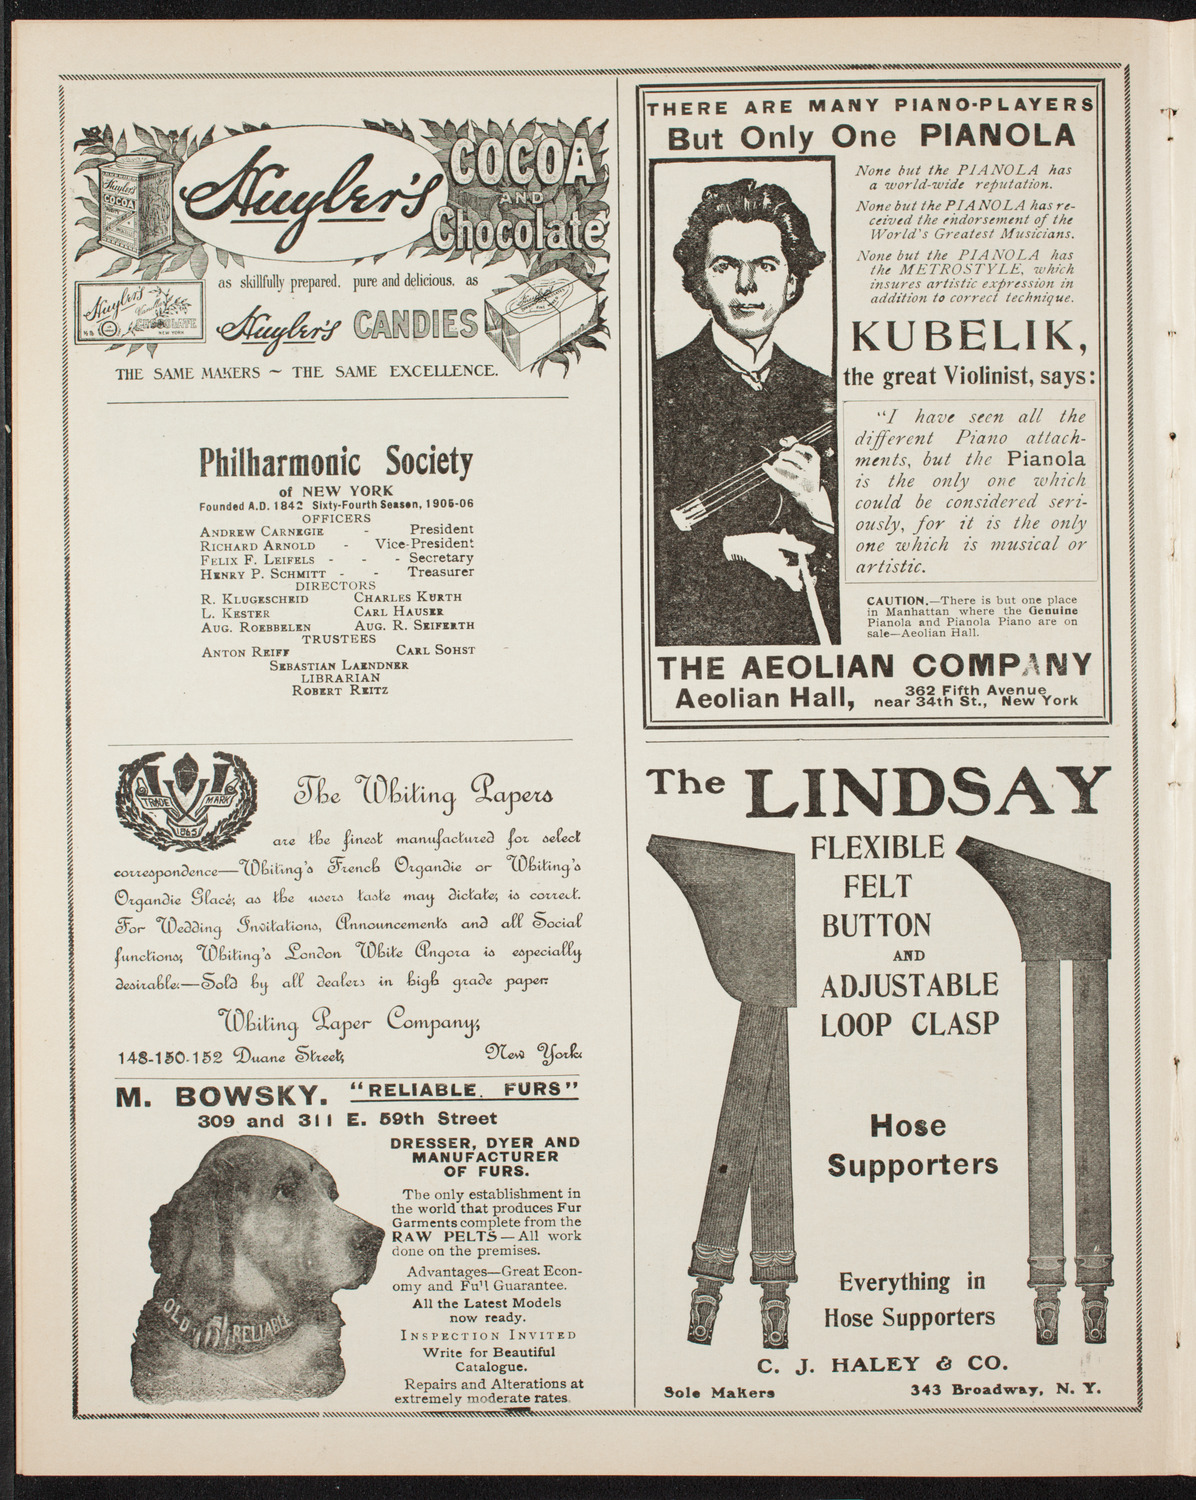 Huyler's
COCOA
AND
Chocolate
Huyler's
COCOA
Huyler's
CHOCOLATE
NEW YORK
as skillfully prepared, pure and delicious, as
Huyler's CANDIES
THE SAME MAKERS ~ THE SAME EXCELLENCE.
Philharmonic Society
of NEW YORK
Founded A.D. 1842 Sixty-Fourth Season, 1905-06
OFFICERS
ANDREW CARNEGIE - President
RICHARD ARNOLD - Vice-President
FELIX F. LEIFELS - - - Secretary
HENRY P. SCHMITT - - Treasurer
DIRECTORS
R. KLUGESCHEID CHARLES KURTH
L. KESTER CARL HAUSER
AUG. ROEBBELEN AUG. R. SEIFERTH
TRUSTEES
ANTON REIFF CARL SOHST
SEBASTIAN LAENDNER
LIBRARIAN
ROBERT REITZ
TRADE MARK
1865
The Whiting Papers
are the finest manufactured for select
correspondence—Whiting's French Organdie or Whiting's
Organdie Glacé; as the users taste may dictate; is correct.
For Wedding Invitations, Announcements and all Social
functions; Whiting's London White Angora is especially
desirable:—Sold by all dealers in high grade paper:
Whiting Paper Company;
148-150-152 Duane Street; New York:
M. BOWSKY. "RELIABLE. FURS"
309 and 311 E. 59th Street
OLD RELIABLE
DRESSER, DYER AND
MANUFACTURER
OF FURS.
The only establishment in
the world that produces Fur
Garments complete from the
RAW PELTS—All work
done on the premises.
Advantages—Great Econ-
omy and Full Guarantee.
All the Latest Models
now ready.
INSPECTION INVITED
Write for Beautiful
Catalogue.
Repairs and Alterations at
extremely moderate rates.
THERE ARE MANY PIANO-PLAYERS
But Only One PIANOLA
None but the PIANOLA has
a world-wide reputation.
None but the PIANOLA has re-
ceived the endorsement of the
World's Greatest Musicians.
None but the PIANOLA has
the METROSTYLE, which
insures artistic expression in
addition to correct technique.
KUBELIK,
the great Violinist, says:
"I have seen all the
different Piano attach-
ments, but the Pianola
is the only one which
could be considered seri-
ously, for it is the only
one which is musical or
artistic.
CAUTION.—There is but one place
in Manhattan where the Genuine
Pianola and Pianola Piano are on
sale—Aeolian Hall.
THE AEOLIAN COMPANY
Aeolian Hall, 362 Fifth Avenue
near 34th St., New York
The LINDSAY
FLEXIBLE
FELT
BUTTON
AND
ADJUSTABLE
LOOP CLASP
Hose
Supporters
Everything in
Hose Supporters
C. J. HALEY & CO.
Sole Makers 343 Broadway, N. Y.